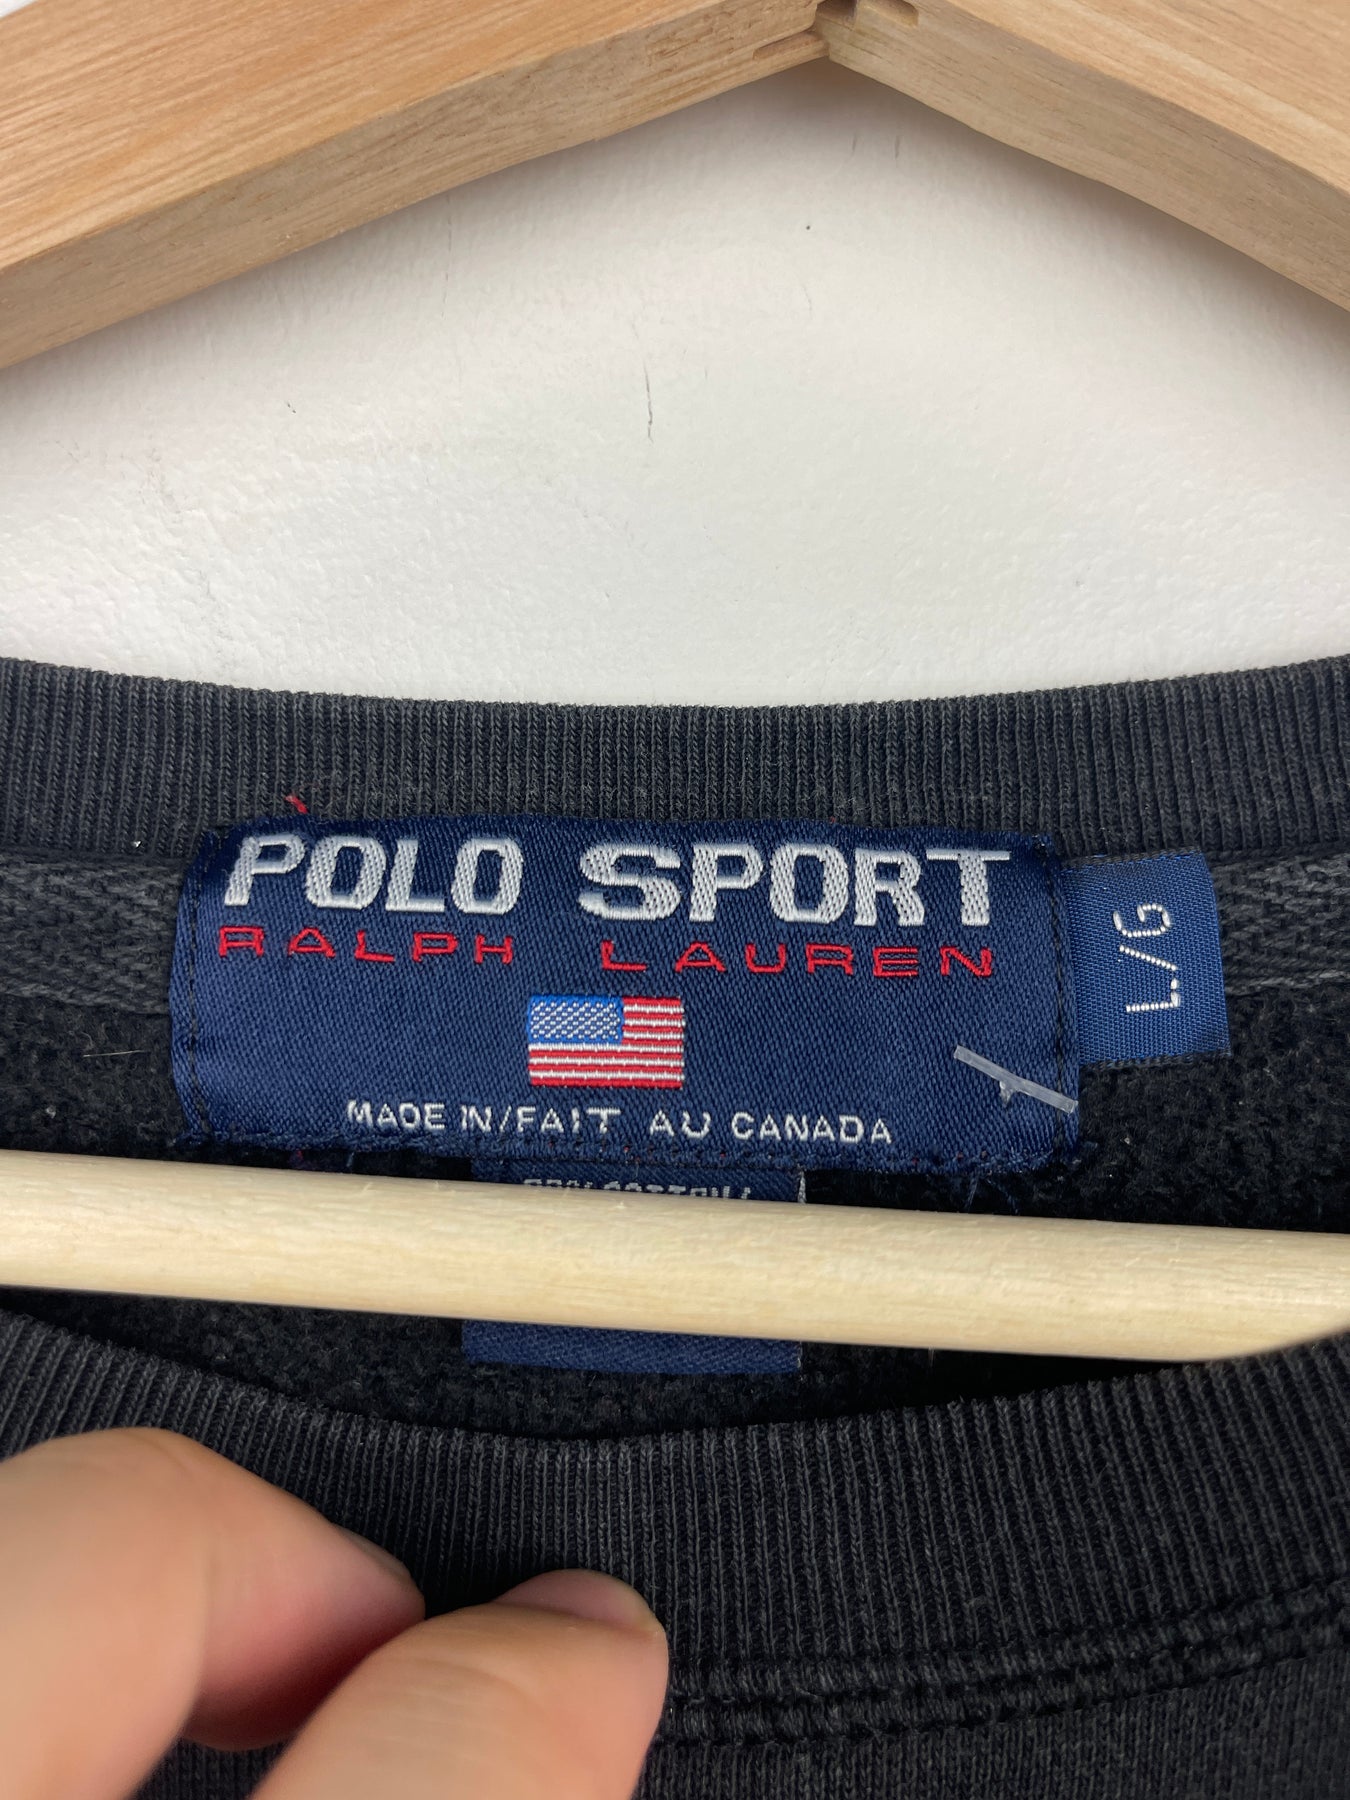 POLO SPORT
RALPH LAUREN
MADE IN/FAIT AU CANADA
L/G